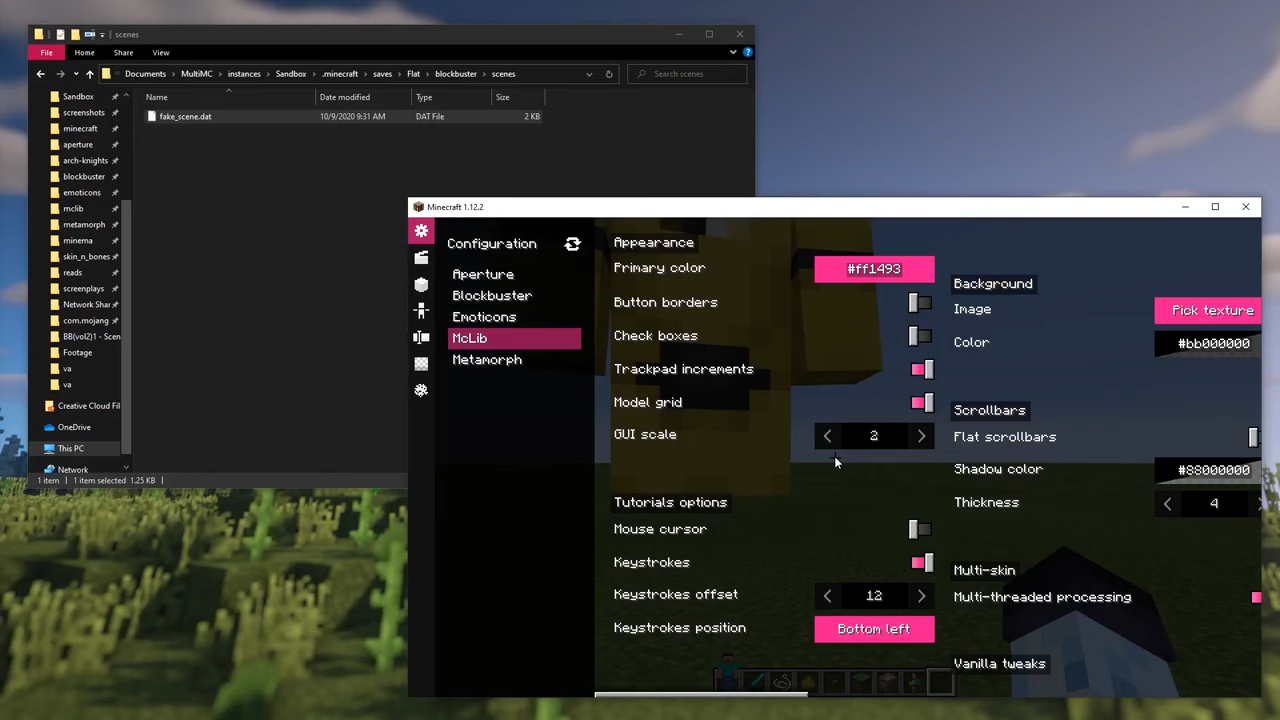 scenes
File Home Share View
Documents MultiMC instances Sandbox .minecraft saves Flat blockbuster scenes
Search scenes
Name Date modified Type Size
fake_scene.dat 10/9/2020 9:31 AM DAT File 2 KB
Sandbox
screenshots
minecraft
aperture
arch-knights
blockbuster
emoticons
mclib
metamorph
minema
skin_n_bones
reads
screenplays
Network Shar
com.mojang
BB(vol2)1 - Scen
Footage
va
va
Creative Cloud Fil
OneDrive
This PC
Network
1 item 1 item selected 1.25 KB
Minecraft 1.12.2
Configuration
Aperture
Blockbuster
Emoticons
McLib
Metamorph
Appearance
Primary color #ff1493
Button borders
Check boxes
Trackpad increments
Model grid
GUI scale 2
Tutorials options
Mouse cursor
Keystrokes
Keystrokes offset 12
Keystrokes position Bottom left
Background
Image Pick texture
Color #bb000000
Scrollbars
Flat scrollbars
Shadow color #88000000
Thickness 4
Multi-skin
Multi-threaded processing
Vanilla tweaks